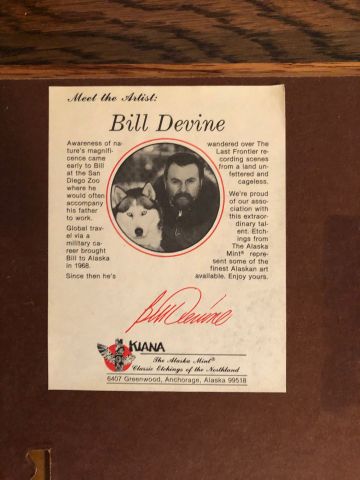 Meet the Artist:
Bill Devine
Awareness of na-
ture's magnifi-
cence came
early to Bill at
at the San
Diego Zoo
where he
would often
accompany
his father
to work.
Global trav-
el via a
military ca-
reer brought
Bill to Alaska
in 1968.
Since then he's
wandered over The
Last Frontier re-
cording scenes
from a land un-
fettered and
cageless.
We're proud
of our asso-
ciation with
this extraor-
dinary tal-
ent. Etch-
ings from
The Alaska
Mint® repre-
sent some of the
finest Alaskan art
available. Enjoy yours.
Bill Devine
KIANA
The Alaska Mint®
Classic Etchings of the Northland
6407 Greenwood, Anchorage, Alaska 99518